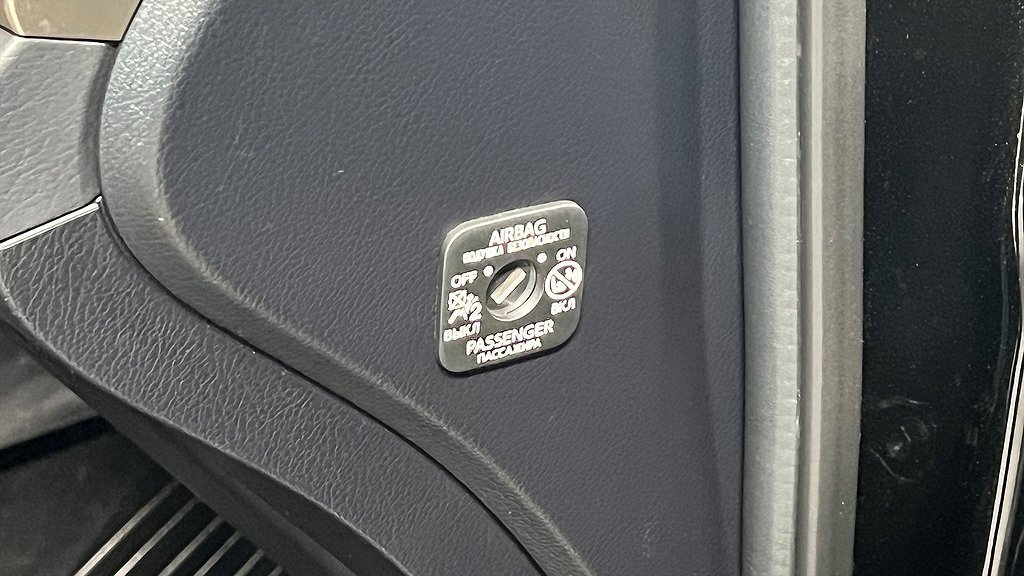 AIRBAG
ПОДУШКА БЕЗОПАСНОСТИ
OFF ON
ВЫКЛ ВКЛ
PASSENGER
ПАССАЖИРА